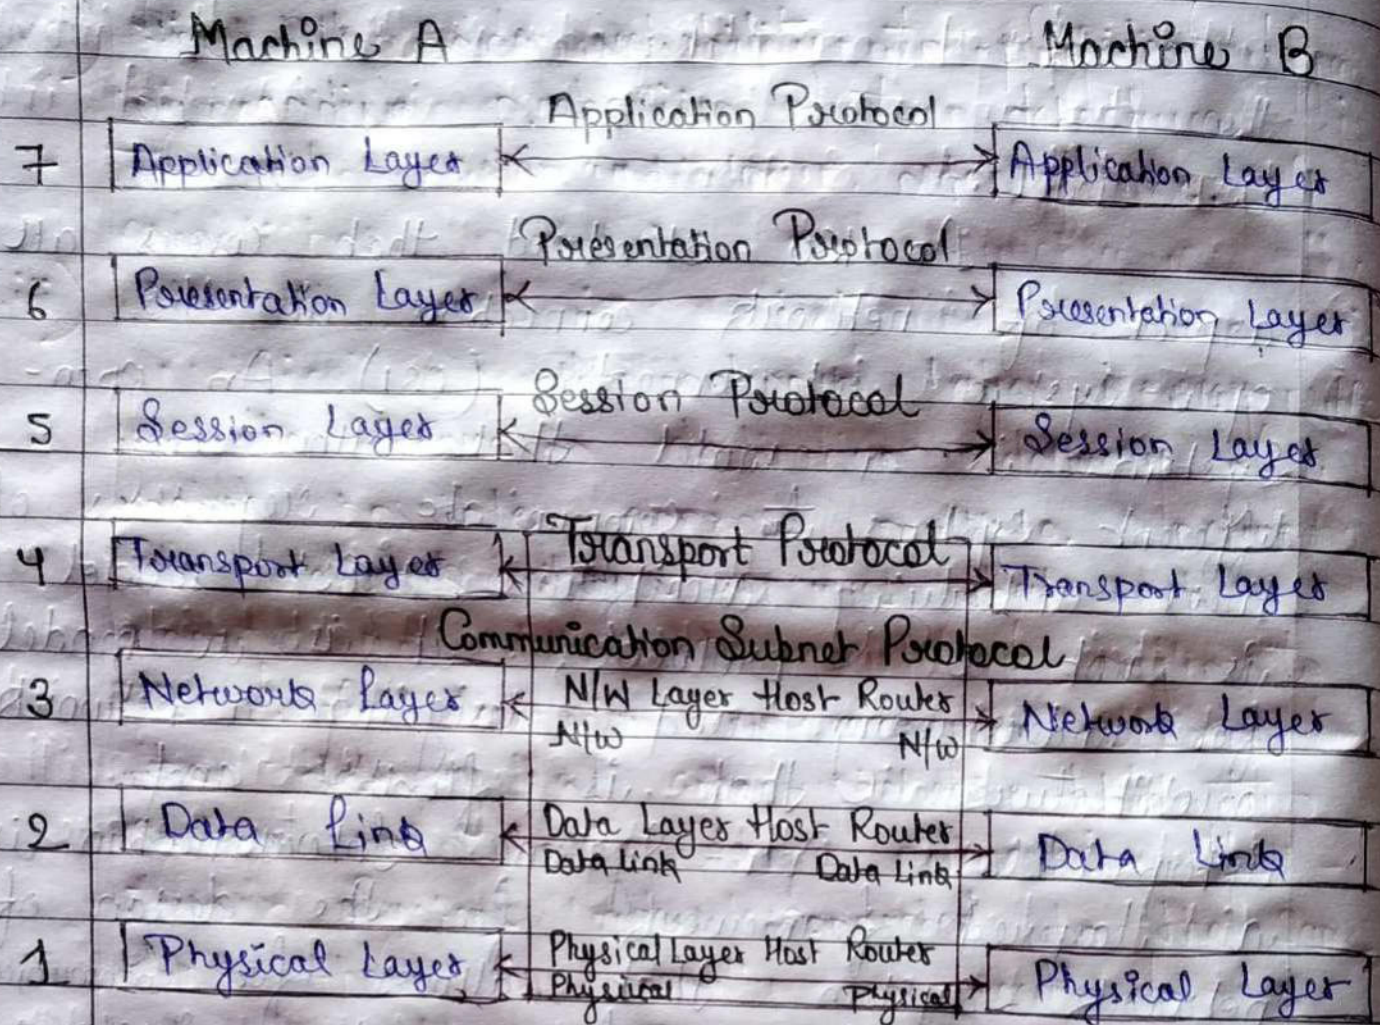 Machine A Machine B
Application Protocol
7 Application Layer Application Layer
Presentation Protocol
6 Presentation Layer Presentation Layer
Session Protocol
5 Session Layer Session Layer
Transport Protocol
4 Transport Layer Transport Layer
Communication Subnet Protocol
3 Network Layer N/W Layer Host Router Network Layer
N/W N/W
2 Data Link Data Layer Host Router Data Link
Data Link Data Link
1 Physical Layer Physical Layer Host Router Physical Layer
Physical Physical